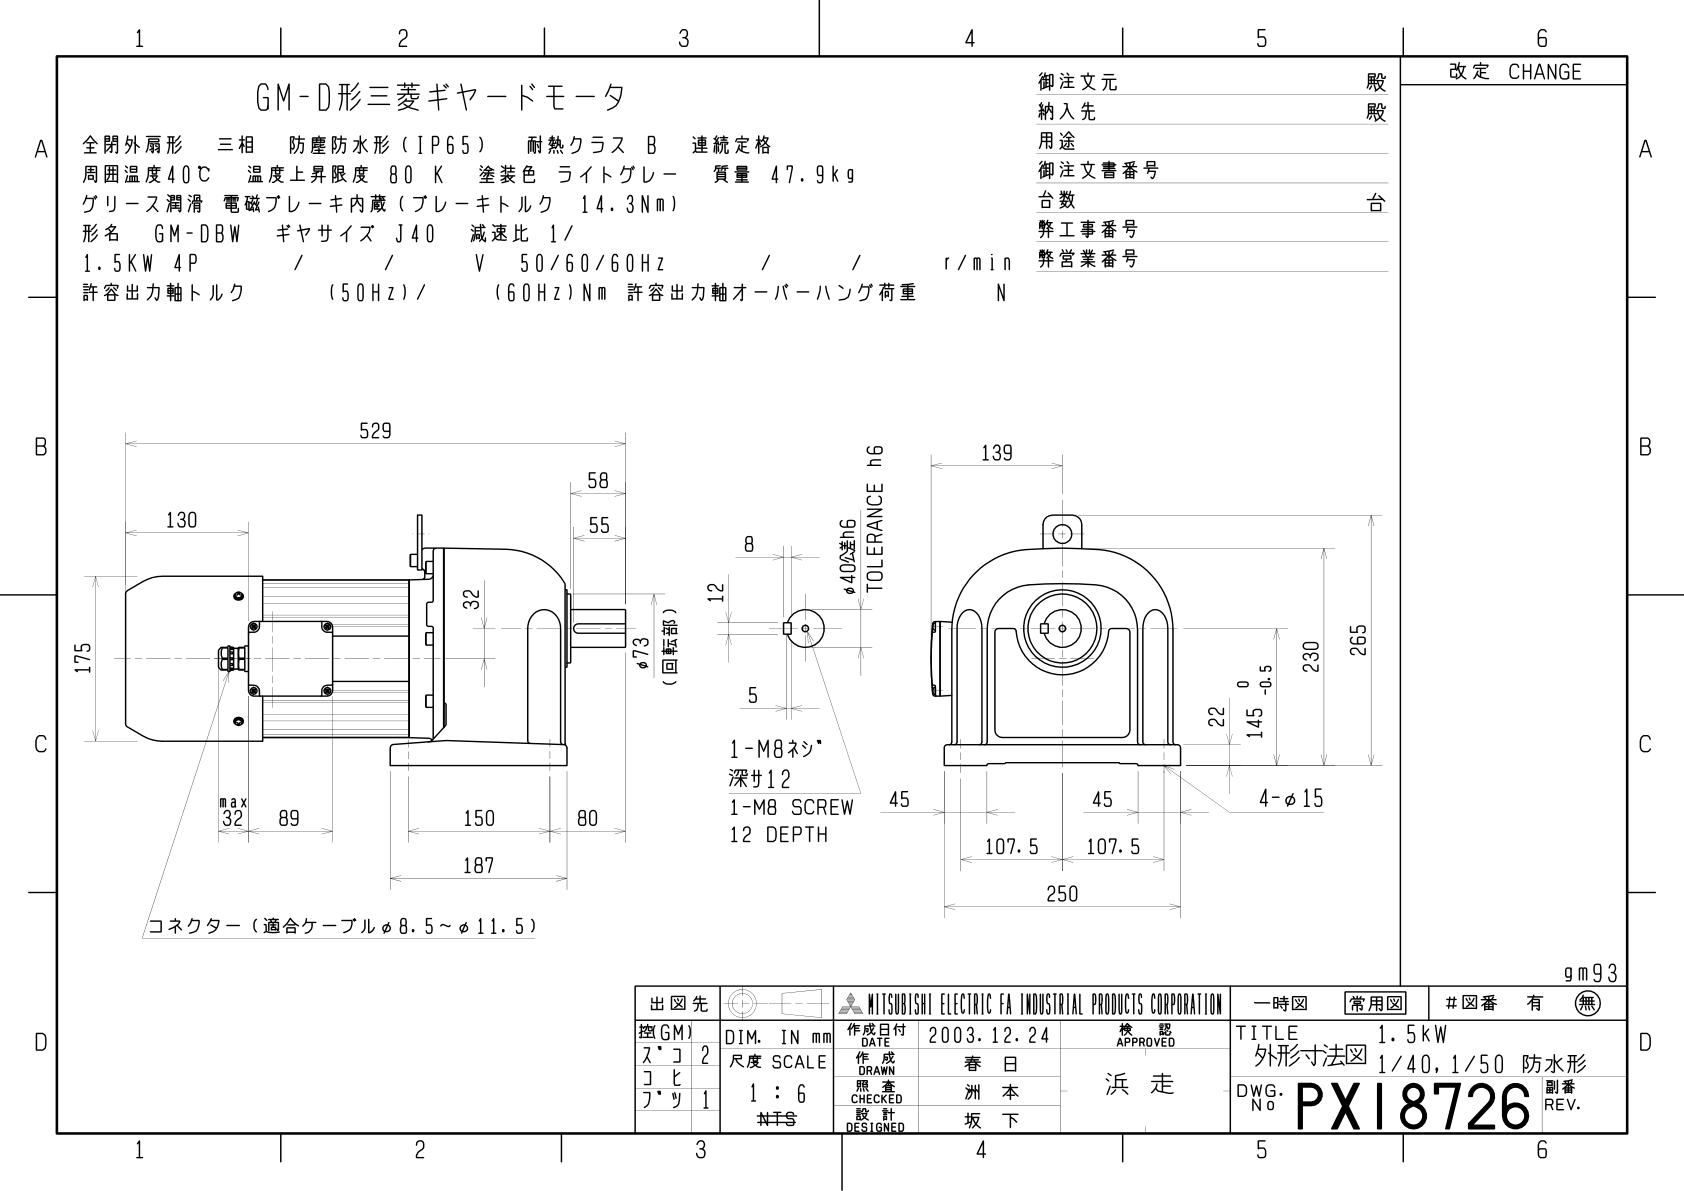 1 2 3 4 5 6
改定 CHANGE
GM-D形三菱ギヤードモータ
全閉外扇形 三相 防塵防水形(IP65) 耐熱クラス B 連続定格
周囲温度40℃ 温度上昇限度 80 K 塗装色 ライトグレー 質量 47.9kg
グリース潤滑 電磁ブレーキ内蔵(ブレーキトルク 14.3Nm)
形名 GM-DBW ギヤサイズ J40 減速比 1/
1.5KW 4P / / V 50/60/60Hz / / r/min
許容出力軸トルク (50Hz)/ (60Hz)Nm 許容出力軸オーバーハング荷重 N
御注文元 殿
納入先 殿
用途
御注文書番号
台数 台
弊工事番号
弊営業番号
A A
B B
C C
D D
529
58
55
130
175
32
φ73
(回転部)
max
32
89
150
80
187
コネクター(適合ケーブルφ8.5~φ11.5)
8
12
5
φ40公差h6
TOLERANCE h6
1-M8ネジ
深サ12
1-M8 SCREW
12 DEPTH
139
265
230
0
145 -0.5
22
45
45
4-φ15
107.5
107.5
250
gm93
出図先
控(GM)
ズコ 2
コヒ
ブツ 1
DIM. IN mm
尺度 SCALE
1 : 6
NTS
MITSUBISHI ELECTRIC FA INDUSTRIAL PRODUCTS CORPORATION
作成日付
DATE
2003.12.24
作成
DRAWN
春日
照査
CHECKED
洲本
設計
DESIGNED
坂下
検認
APPROVED
浜走
一時図 常用図 #図番 有 無
TITLE 1.5kW
外形寸法図 1/40,1/50 防水形
DWG.
No
PX18726
副番
REV.
1 2 3 4 5 6